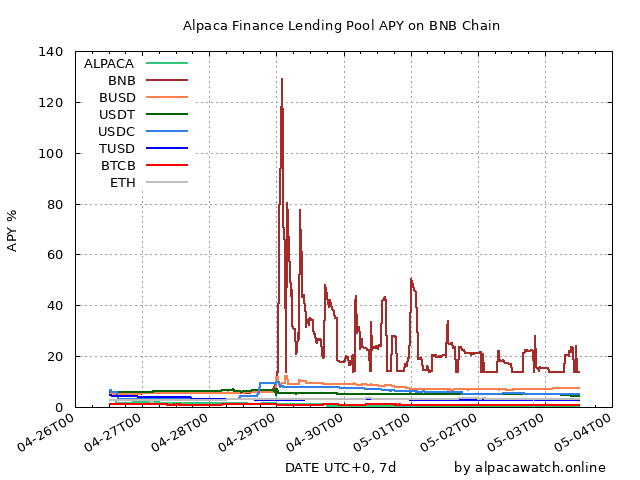 Alpaca Finance Lending Pool APY on BNB Chain
140
120
100
80
60
40
20
0
APY %
ALPACA
BNB
BUSD
USDT
USDC
TUSD
BTCB
ETH
04-26T00
04-27T00
04-28T00
04-29T00
04-30T00
05-01T00
05-02T00
05-03T00
05-04T00
DATE UTC+0, 7d
by alpacawatch.online